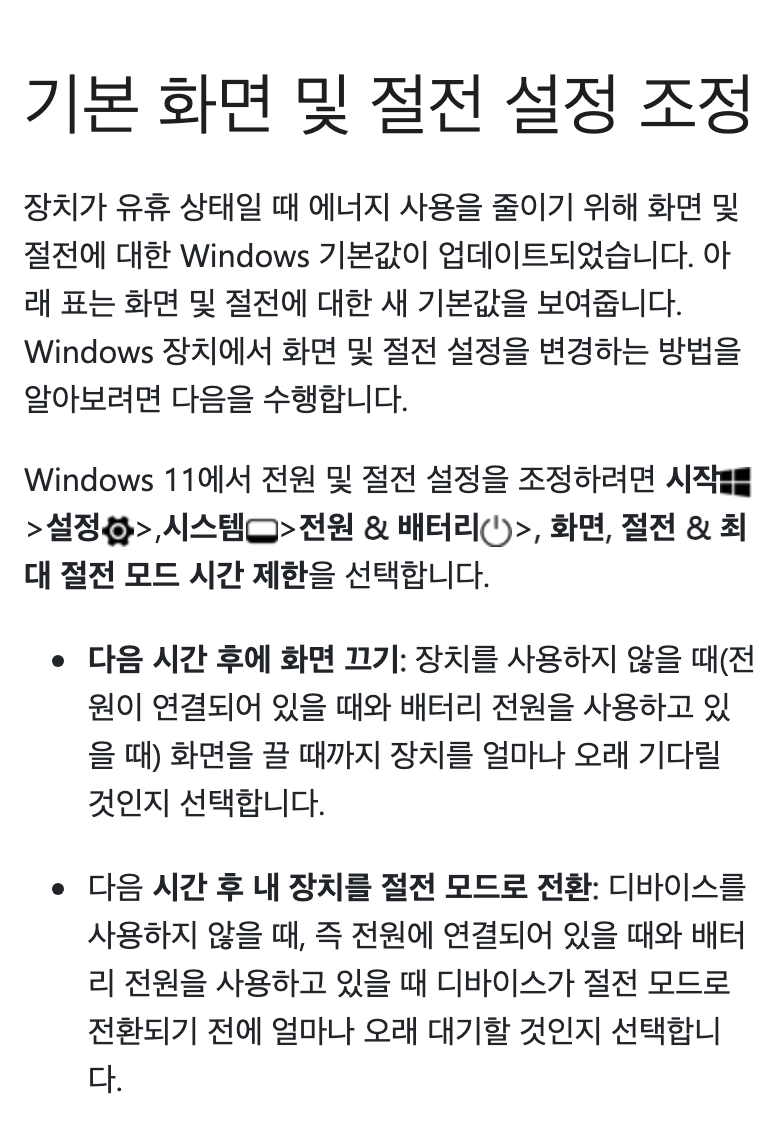 기본 화면 및 절전 설정 조정
장치가 유휴 상태일 때 에너지 사용을 줄이기 위해 화면 및
절전에 대한 Windows 기본값이 업데이트되었습니다. 아
래 표는 화면 및 절전에 대한 새 기본값을 보여줍니다.
Windows 장치에서 화면 및 절전 설정을 변경하는 방법을
알아보려면 다음을 수행합니다.
Windows 11에서 전원 및 절전 설정을 조정하려면 시작
>설정>,시스템>전원 & 배터리>, 화면, 절전 & 최
대 절전 모드 시간 제한을 선택합니다.
• 다음 시간 후에 화면 끄기: 장치를 사용하지 않을 때(전
원이 연결되어 있을 때와 배터리 전원을 사용하고 있
을 때) 화면을 끌 때까지 장치를 얼마나 오래 기다릴
것인지 선택합니다.
• 다음 시간 후 내 장치를 절전 모드로 전환: 디바이스를
사용하지 않을 때, 즉 전원에 연결되어 있을 때와 배터
리 전원을 사용하고 있을 때 디바이스가 절전 모드로
전환되기 전에 얼마나 오래 대기할 것인지 선택합니
다.